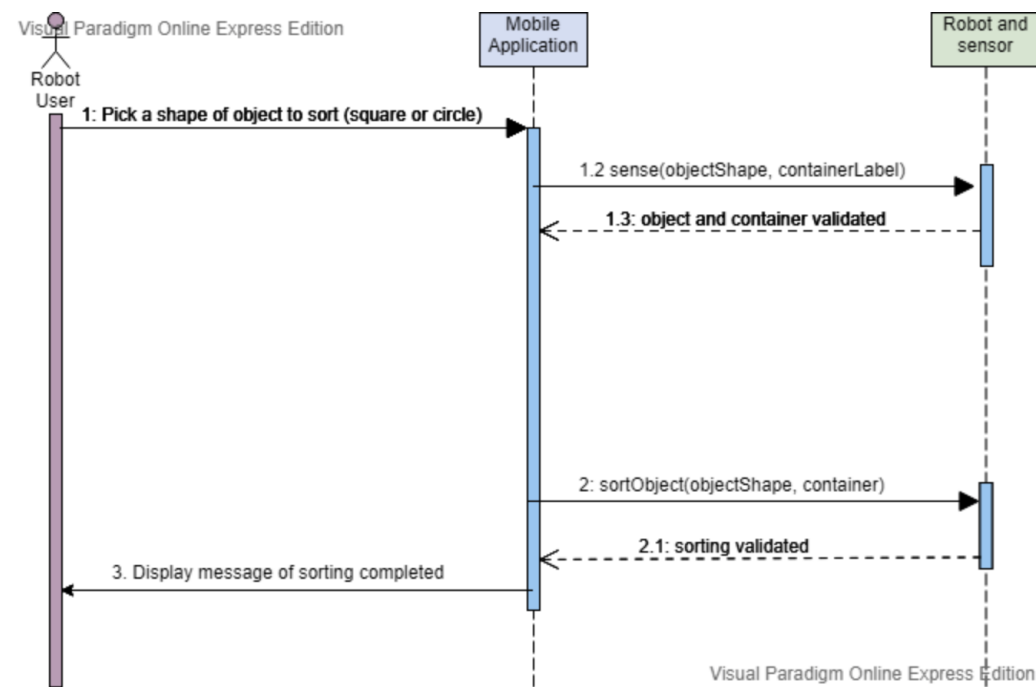 Visual Paradigm Online Express Edition
Mobile
Application
Robot and
sensor
Robot
User
1: Pick a shape of object to sort (square or circle)
1.2 sense(objectShape, containerLabel)
1.3: object and container validated
2: sortObject(objectShape, container)
2.1: sorting validated
3. Display message of sorting completed
Visual Paradigm Online Express Edition